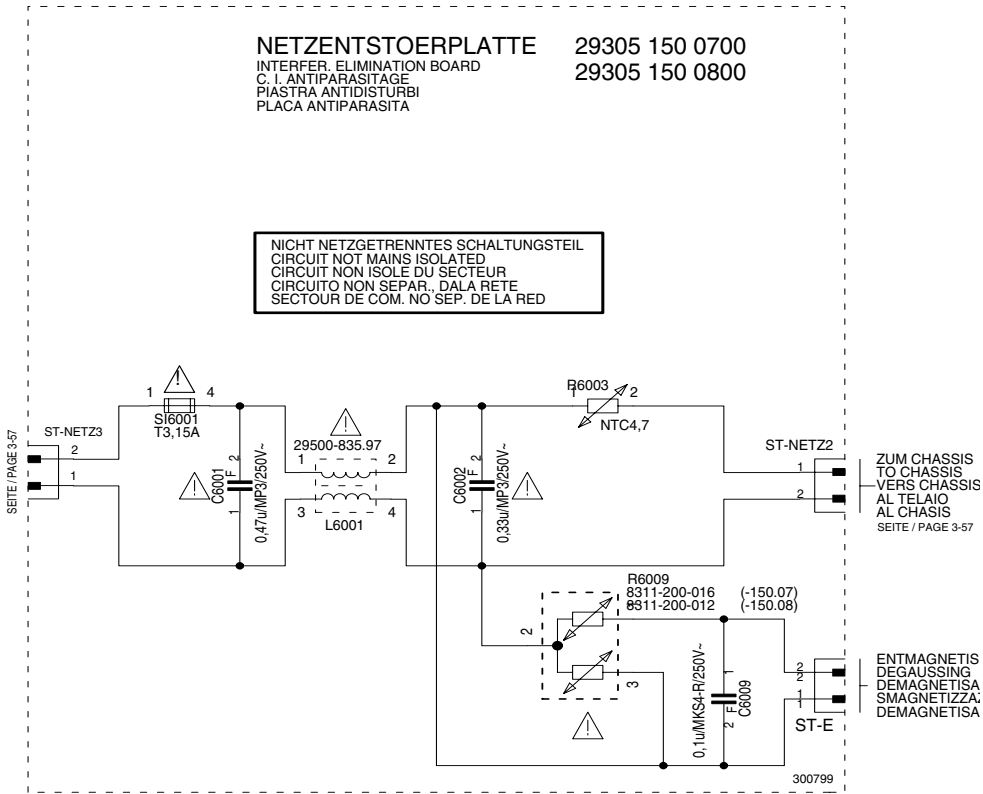 NETZENTSTOERPLATTE 29305 150 0700
INTERFER. ELIMINATION BOARD 29305 150 0800
C. I. ANTIPARASITAGE
PIASTRA ANTIDISTURBI
PLACA ANTIPARASITA
NICHT NETZGETRENNTES SCHALTUNGSTEIL
CIRCUIT NOT MAINS ISOLATED
CIRCUIT NON ISOLE DU SECTEUR
CIRCUITO NON SEPAR., DALA RETE
SECTOUR DE COM. NO SEP. DE LA RED
SEITE / PAGE 3-57
ST-NETZ3
2
1
1 4
SI6001
T3,15A
C6001
F 2
1
0,47u/MP3/250V~
29500-835.97
1 2
3 4
L6001
C6002
F 2
1
0,33u/MP3/250V~
R6003
1 2
NTC4,7
ST-NETZ2
1
2
ZUM CHASSIS
TO CHASSIS
VERS CHASSIS
AL TELAIO
AL CHASIS
SEITE / PAGE 3-57
R6009
8311-200-016 (-150.07)
8311-200-012 (-150.08)
2
3
0,1u/MKS4-R/250V~
1
2 F
C6009
2
2
1
1
ST-E
ENTMAGNETIS
DEGAUSSING
DEMAGNETISA
SMAGNETIZZAZ
DEMAGNETISA
300799